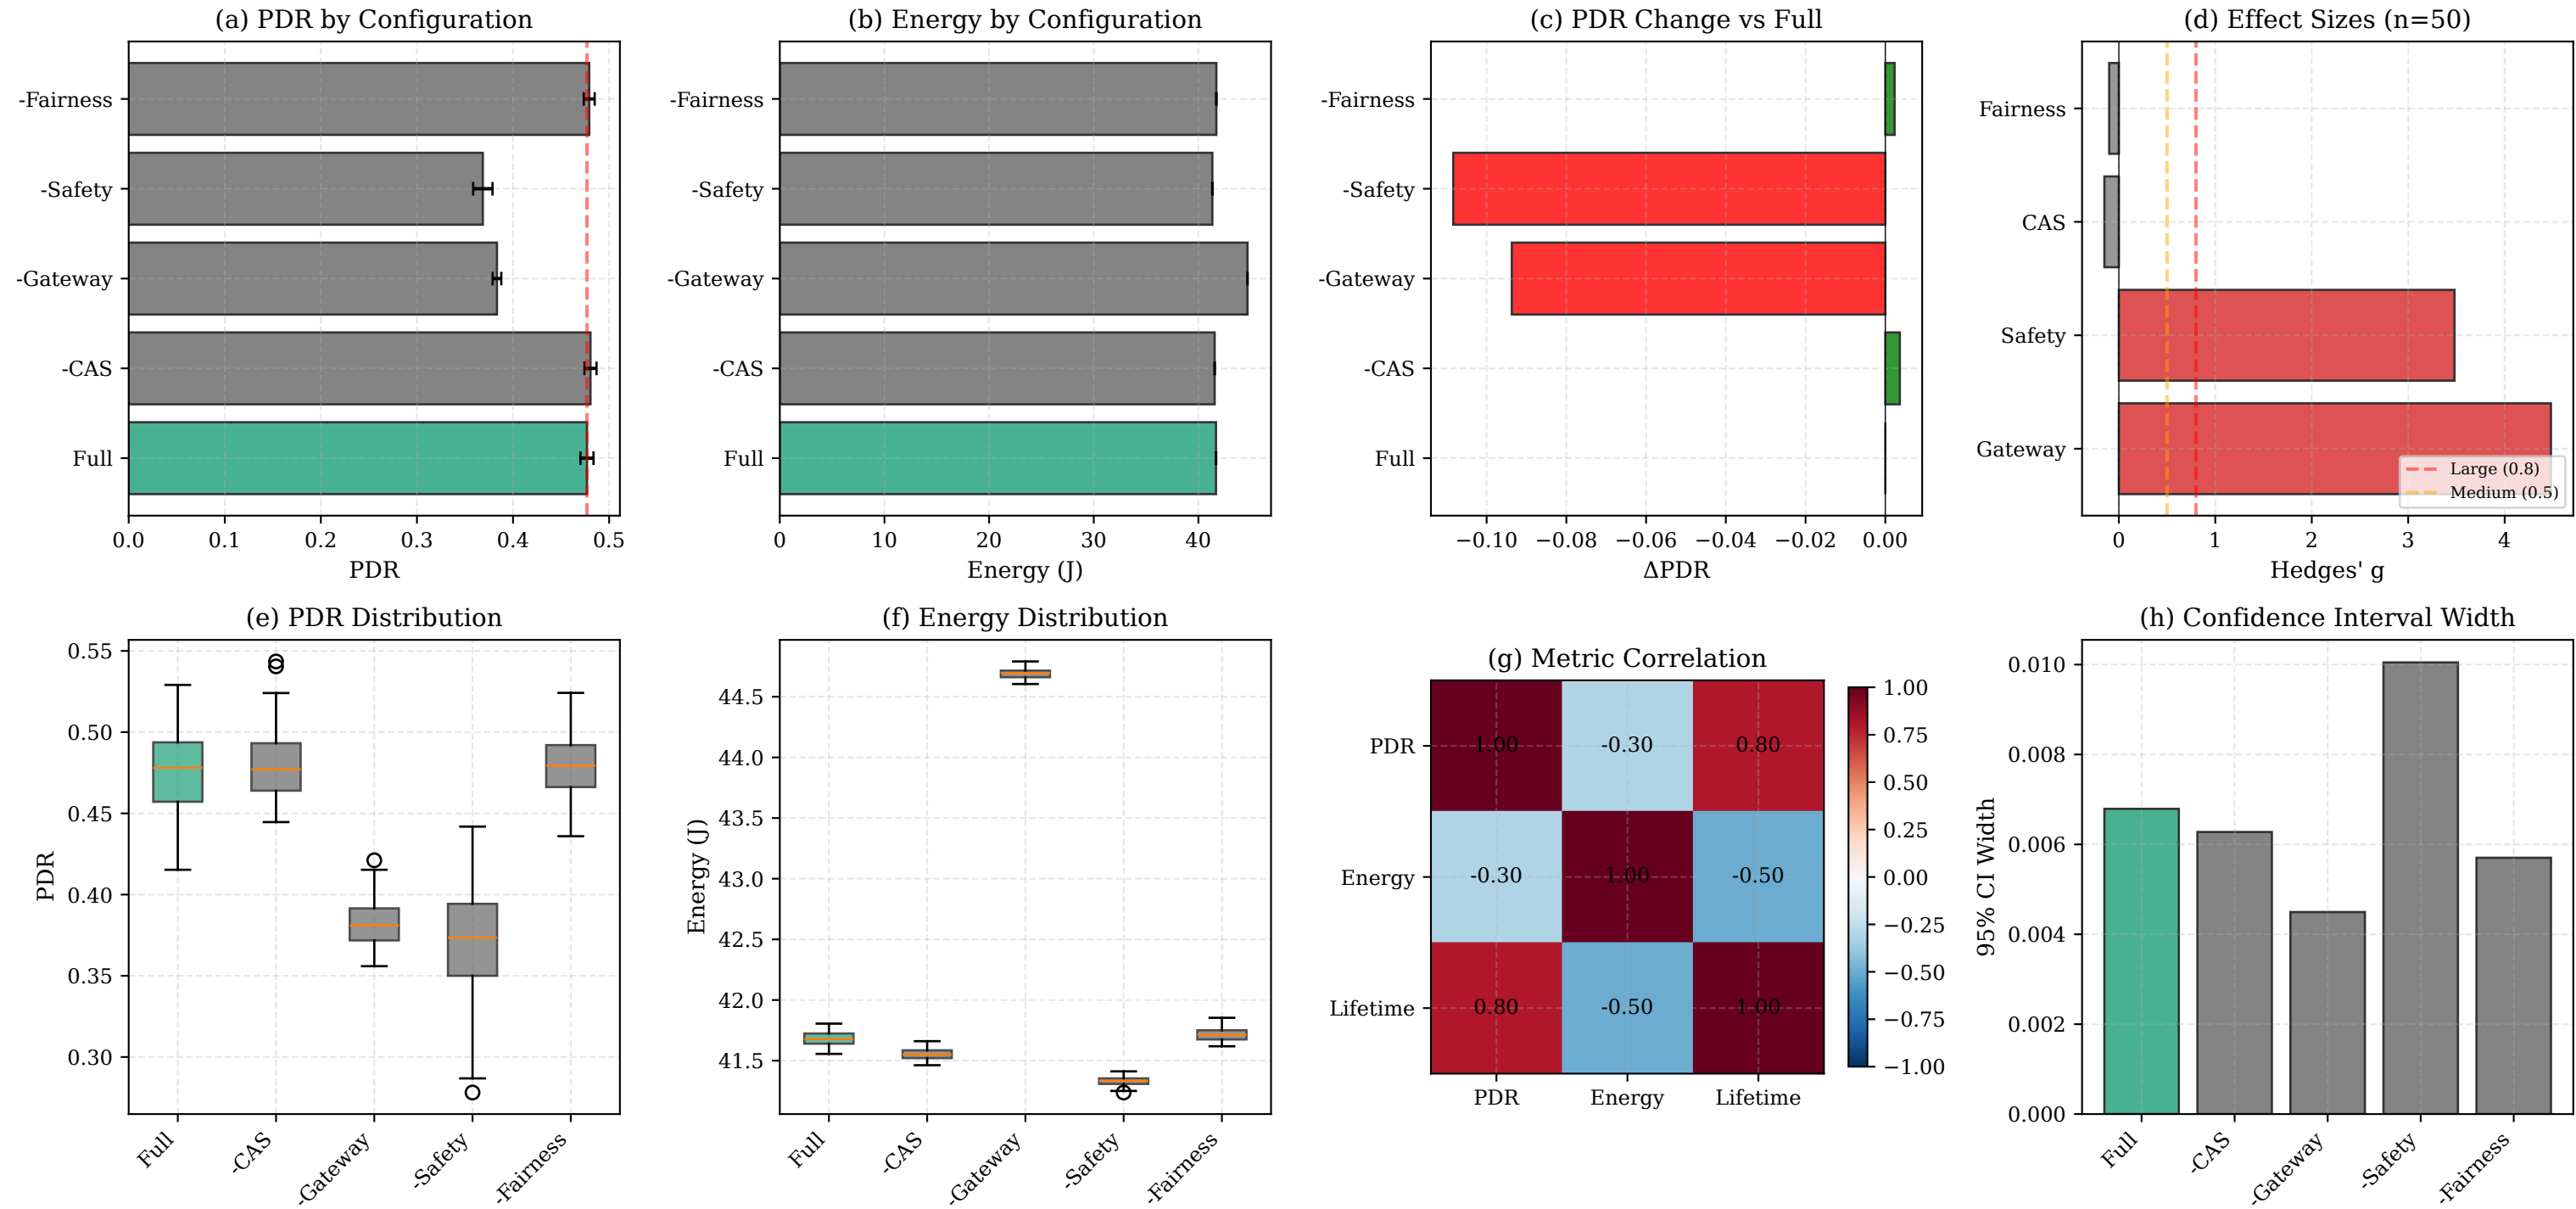 (a) PDR by Configuration
-Fairness
-Safety
-Gateway
-CAS
Full
0.0 0.1 0.2 0.3 0.4 0.5
PDR
(b) Energy by Configuration
-Fairness
-Safety
-Gateway
-CAS
Full
0 10 20 30 40
Energy (J)
(c) PDR Change vs Full
-Fairness
-Safety
-Gateway
-CAS
Full
−0.10 −0.08 −0.06 −0.04 −0.02 0.00
ΔPDR
(d) Effect Sizes (n=50)
Fairness
CAS
Safety
Gateway
Large (0.8)
Medium (0.5)
0 1 2 3 4
Hedges' g
(e) PDR Distribution
0.55
0.50
0.45
0.40
0.35
0.30
PDR
Full -CAS -Gateway -Safety -Fairness
(f) Energy Distribution
44.5
44.0
43.5
43.0
42.5
42.0
41.5
Energy (J)
Full -CAS -Gateway -Safety -Fairness
(g) Metric Correlation
PDR 1.00 -0.30 0.80
Energy -0.30 1.00 -0.50
Lifetime 0.80 -0.50 1.00
PDR Energy Lifetime
1.00
0.75
0.50
0.25
0.00
−0.25
−0.50
−0.75
−1.00
(h) Confidence Interval Width
0.010
0.008
0.006
0.004
0.002
0.000
95% CI Width
Full -CAS -Gateway -Safety -Fairness